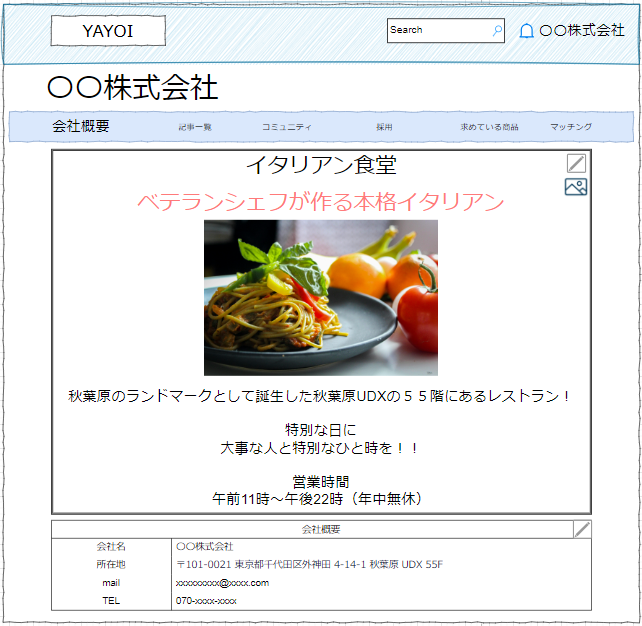 YAYOI
Search
〇〇株式会社
〇〇株式会社
会社概要 記事一覧 コミュニティ 採用 求めている商品 マッチング
イタリアン食堂
ベテランシェフが作る本格イタリアン
秋葉原のランドマークとして誕生した秋葉原UDXの５５階にあるレストラン！
特別な日に
大事な人と特別なひと時を！！
営業時間
午前11時～午後22時（年中無休）
会社概要
会社名 〇〇株式会社
所在地 〒101-0021 東京都千代田区外神田 4-14-1 秋葉原 UDX 55F
mail xxxxxxxxx@xxxx.com
TEL 070-xxxx-xxxx